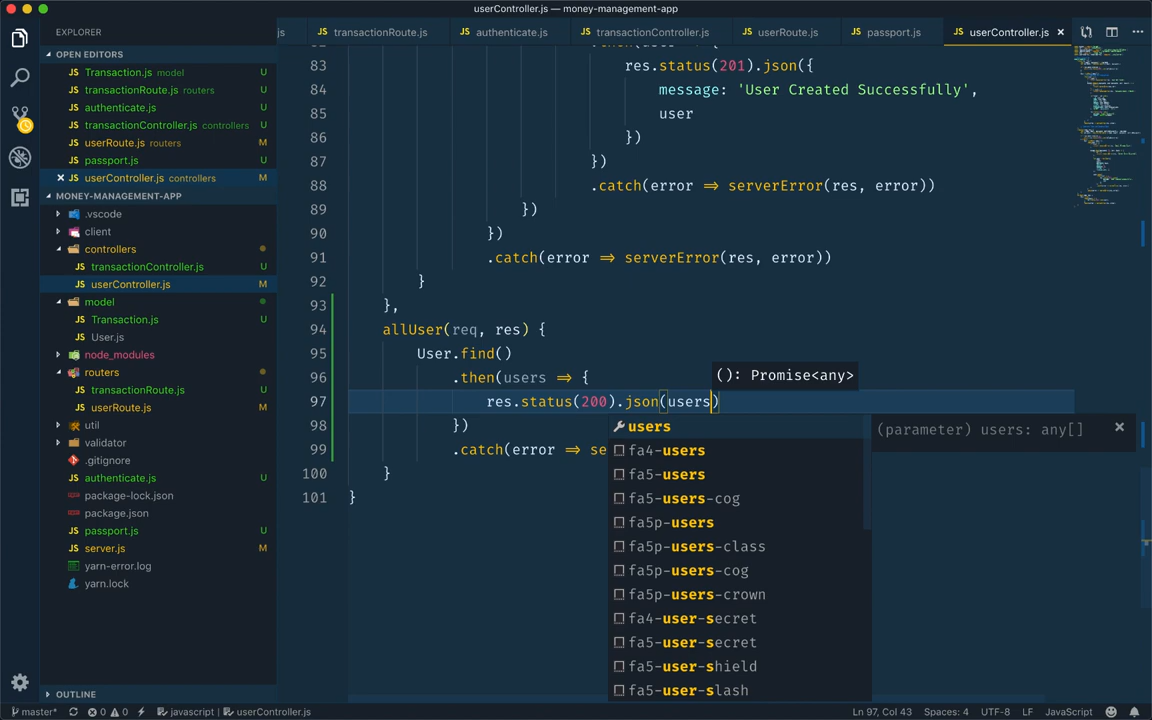 userController.js — money-management-app
EXPLORER
js
JS transactionRoute.js
JS authenticate.js
JS transactionController.js
JS userRoute.js
JS passport.js
JS userController.js
OPEN EDITORS
JS Transaction.js model U
JS transactionRoute.js routers U
JS authenticate.js U
JS transactionController.js controllers U
JS userRoute.js routers M
JS passport.js U
JS userController.js controllers M
MONEY-MANAGEMENT-APP
.vscode
client
controllers
JS transactionController.js U
JS userController.js M
model
JS Transaction.js U
JS User.js
node_modules
routers
JS transactionRoute.js U
JS userRoute.js M
util
validator
.gitignore
JS authenticate.js U
package-lock.json
package.json
JS passport.js U
JS server.js M
yarn-error.log
yarn.lock
OUTLINE
83 res.status(201).json({
84 message: 'User Created Successfully',
85 user
86 })
87 })
88 .catch(error => serverError(res, error))
89 })
90 })
91 .catch(error => serverError(res, error))
92 }
93 },
94 allUser(req, res) {
95 User.find()
96 .then(users => {
(): Promise<any>
97 res.status(200).json(users)
98 })
99 .catch(error => se
100 }
101 }
users
(parameter) users: any[]
fa4-users
fa5-users
fa5-users-cog
fa5p-users
fa5p-users-class
fa5p-users-cog
fa5p-users-crown
fa4-user-secret
fa5-user-secret
fa5-user-shield
fa5-user-slash
master*
0 0
javascript | userController.js
Ln 97, Col 43
Spaces: 4
UTF-8
LF
JavaScript